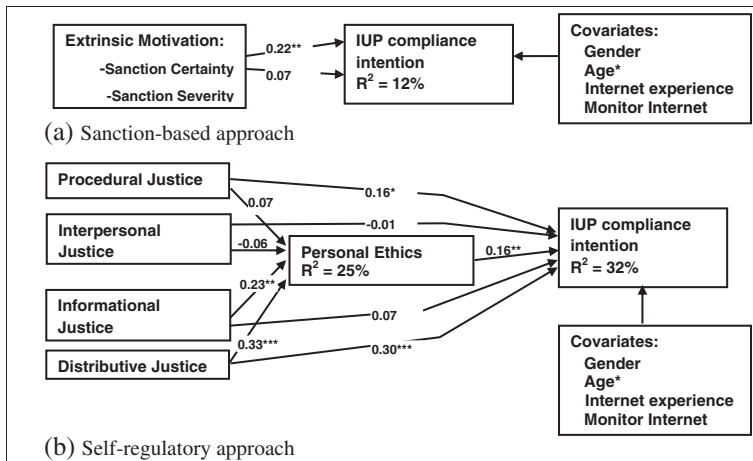 Extrinsic Motivation:
-Sanction Certainty
-Sanction Severity
0.22**
0.07
IUP compliance
intention
R² = 12%
Covariates:
Gender
Age*
Internet experience
Monitor Internet
(a) Sanction-based approach
Procedural Justice
Interpersonal
Justice
Informational
Justice
Distributive Justice
0.16*
0.07
-0.01
-0.06
0.23**
0.07
0.33***
0.30***
Personal Ethics
R² = 25%
0.16**
IUP compliance
intention
R² = 32%
Covariates:
Gender
Age*
Internet experience
Monitor Internet
(b) Self-regulatory approach